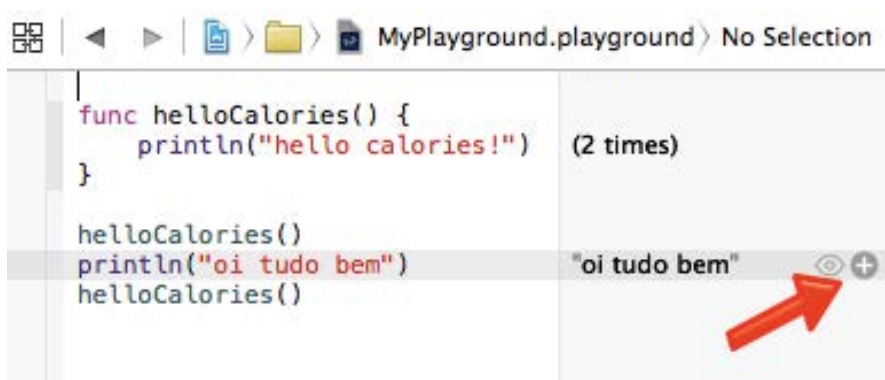 MyPlayground.playground 〉 No Selection
func helloCalories() {
println("hello calories!") (2 times)
}
helloCalories()
println("oi tudo bem") "oi tudo bem"
helloCalories()